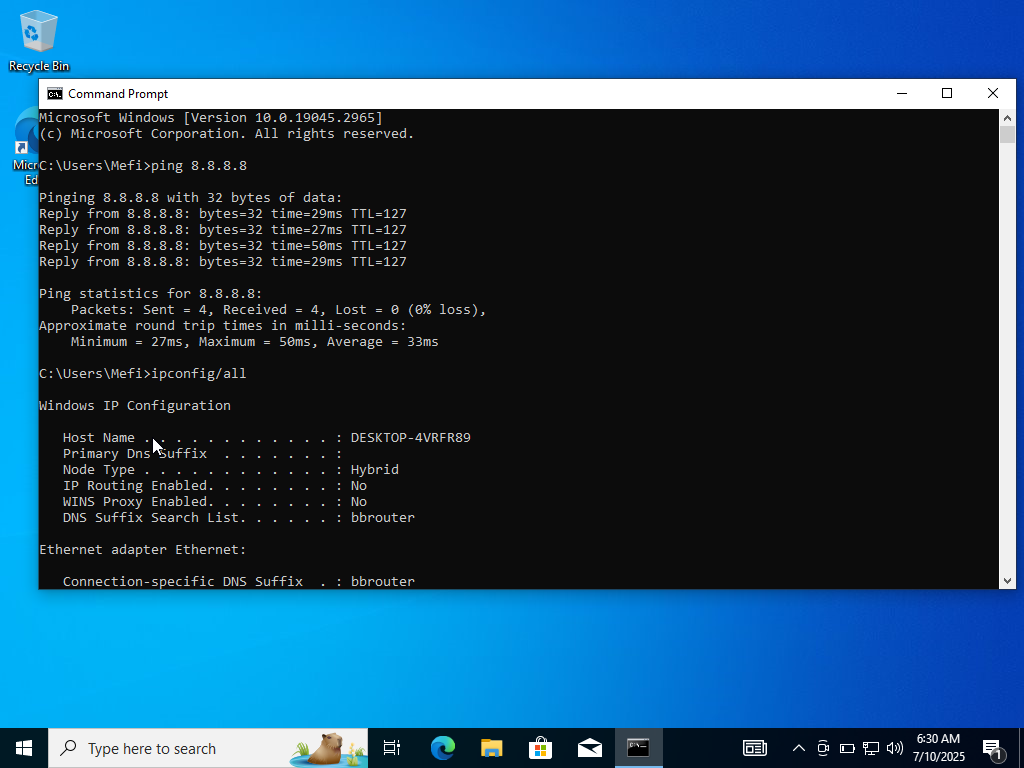 Recycle Bin
Command Prompt
Microsoft Windows [Version 10.0.19045.2965]
(c) Microsoft Corporation. All rights reserved.
C:\Users\Mefi>ping 8.8.8.8
Pinging 8.8.8.8 with 32 bytes of data:
Reply from 8.8.8.8: bytes=32 time=29ms TTL=127
Reply from 8.8.8.8: bytes=32 time=27ms TTL=127
Reply from 8.8.8.8: bytes=32 time=50ms TTL=127
Reply from 8.8.8.8: bytes=32 time=29ms TTL=127
Ping statistics for 8.8.8.8:
Packets: Sent = 4, Received = 4, Lost = 0 (0% loss),
Approximate round trip times in milli-seconds:
Minimum = 27ms, Maximum = 50ms, Average = 33ms
C:\Users\Mefi>ipconfig/all
Windows IP Configuration
Host Name . . . . . . . . . . . . : DESKTOP-4VRFR89
Primary Dns Suffix  . . . . . . . :
Node Type . . . . . . . . . . . . : Hybrid
IP Routing Enabled. . . . . . . . : No
WINS Proxy Enabled. . . . . . . . : No
DNS Suffix Search List. . . . . . : bbrouter
Ethernet adapter Ethernet:
Connection-specific DNS Suffix  . : bbrouter
Micr
Ed
Type here to search
6:30 AM
7/10/2025
1